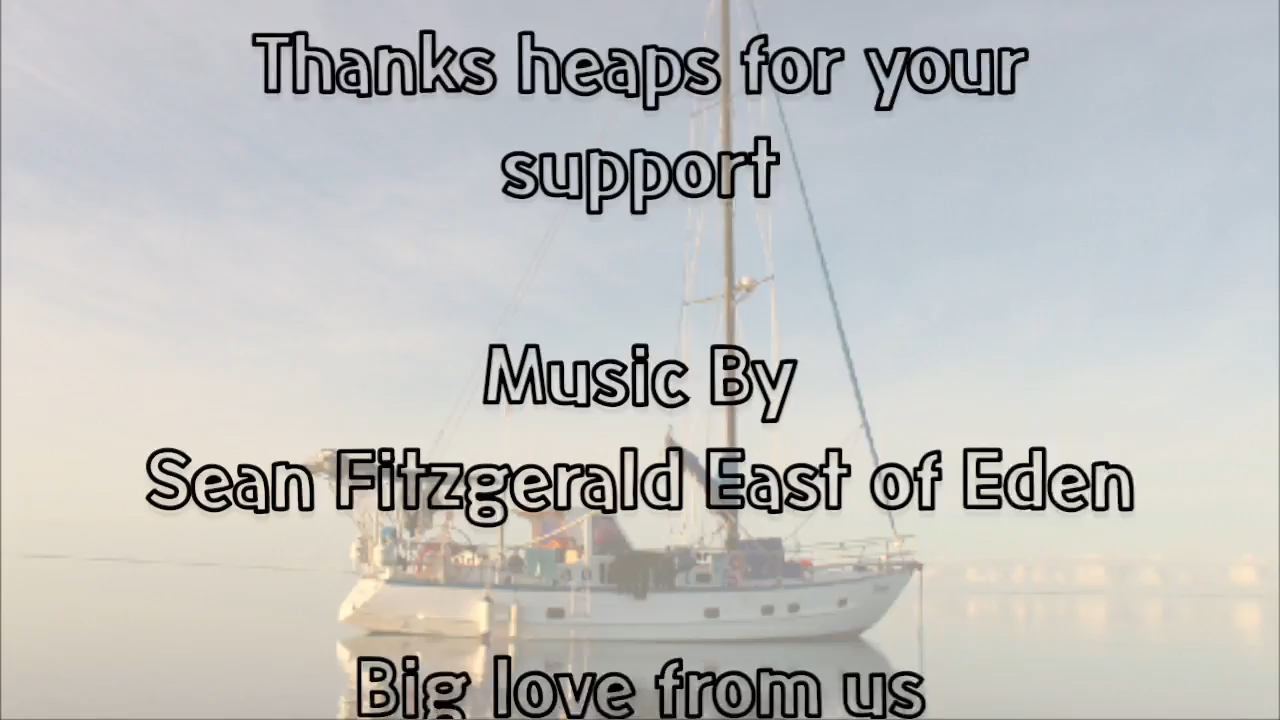 Thanks heaps for your
support
Music By
Sean Fitzgerald East of Eden
Big love from us